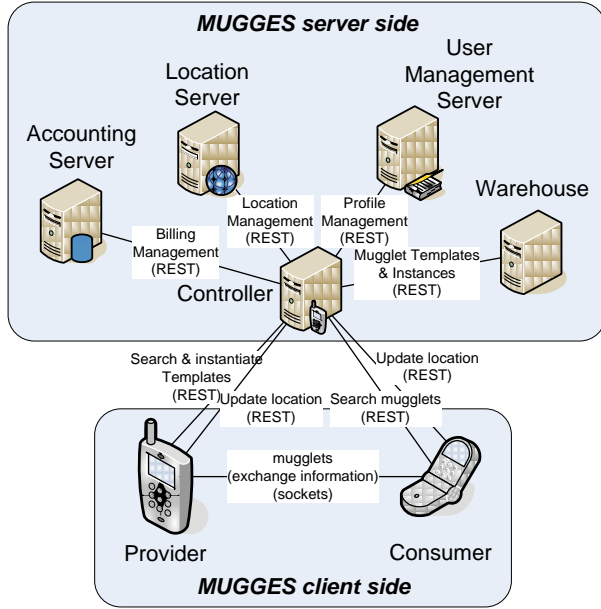 MUGGES server side
Location
Server
User
Management
Server
Accounting
Server
Warehouse
Billing
Management
(REST)
Location
Management
(REST)
Profile
Management
(REST)
Mugglet Templates
& Instances
(REST)
Controller
Search & instantiate
Templates
(REST)
Update location
(REST)
Update location
(REST)
Search mugglets
(REST)
mugglets
(exchange information)
(sockets)
Provider
Consumer
MUGGES client side